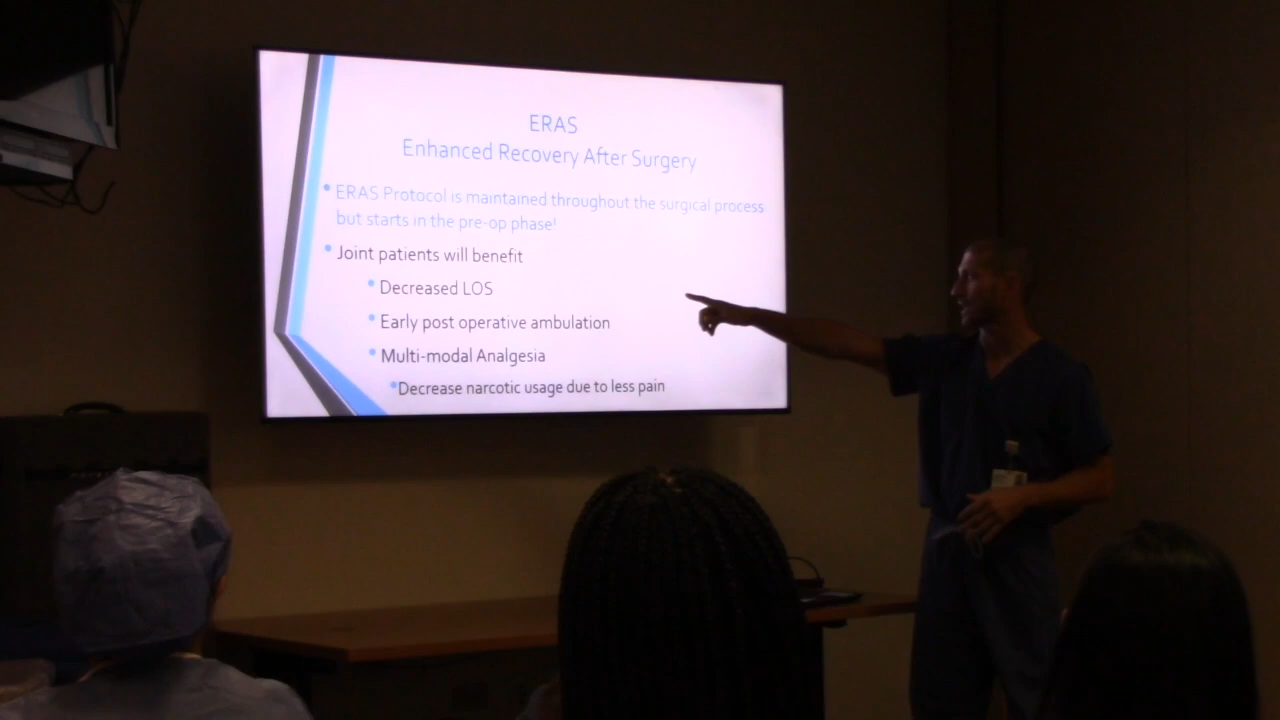 ERAS
Enhanced Recovery After Surgery
• ERAS Protocol is maintained throughout the surgical process
but starts in the pre-op phase!
• Joint patients will benefit
• Decreased LOS
• Early post operative ambulation
• Multi-modal Analgesia
• Decrease narcotic usage due to less pain